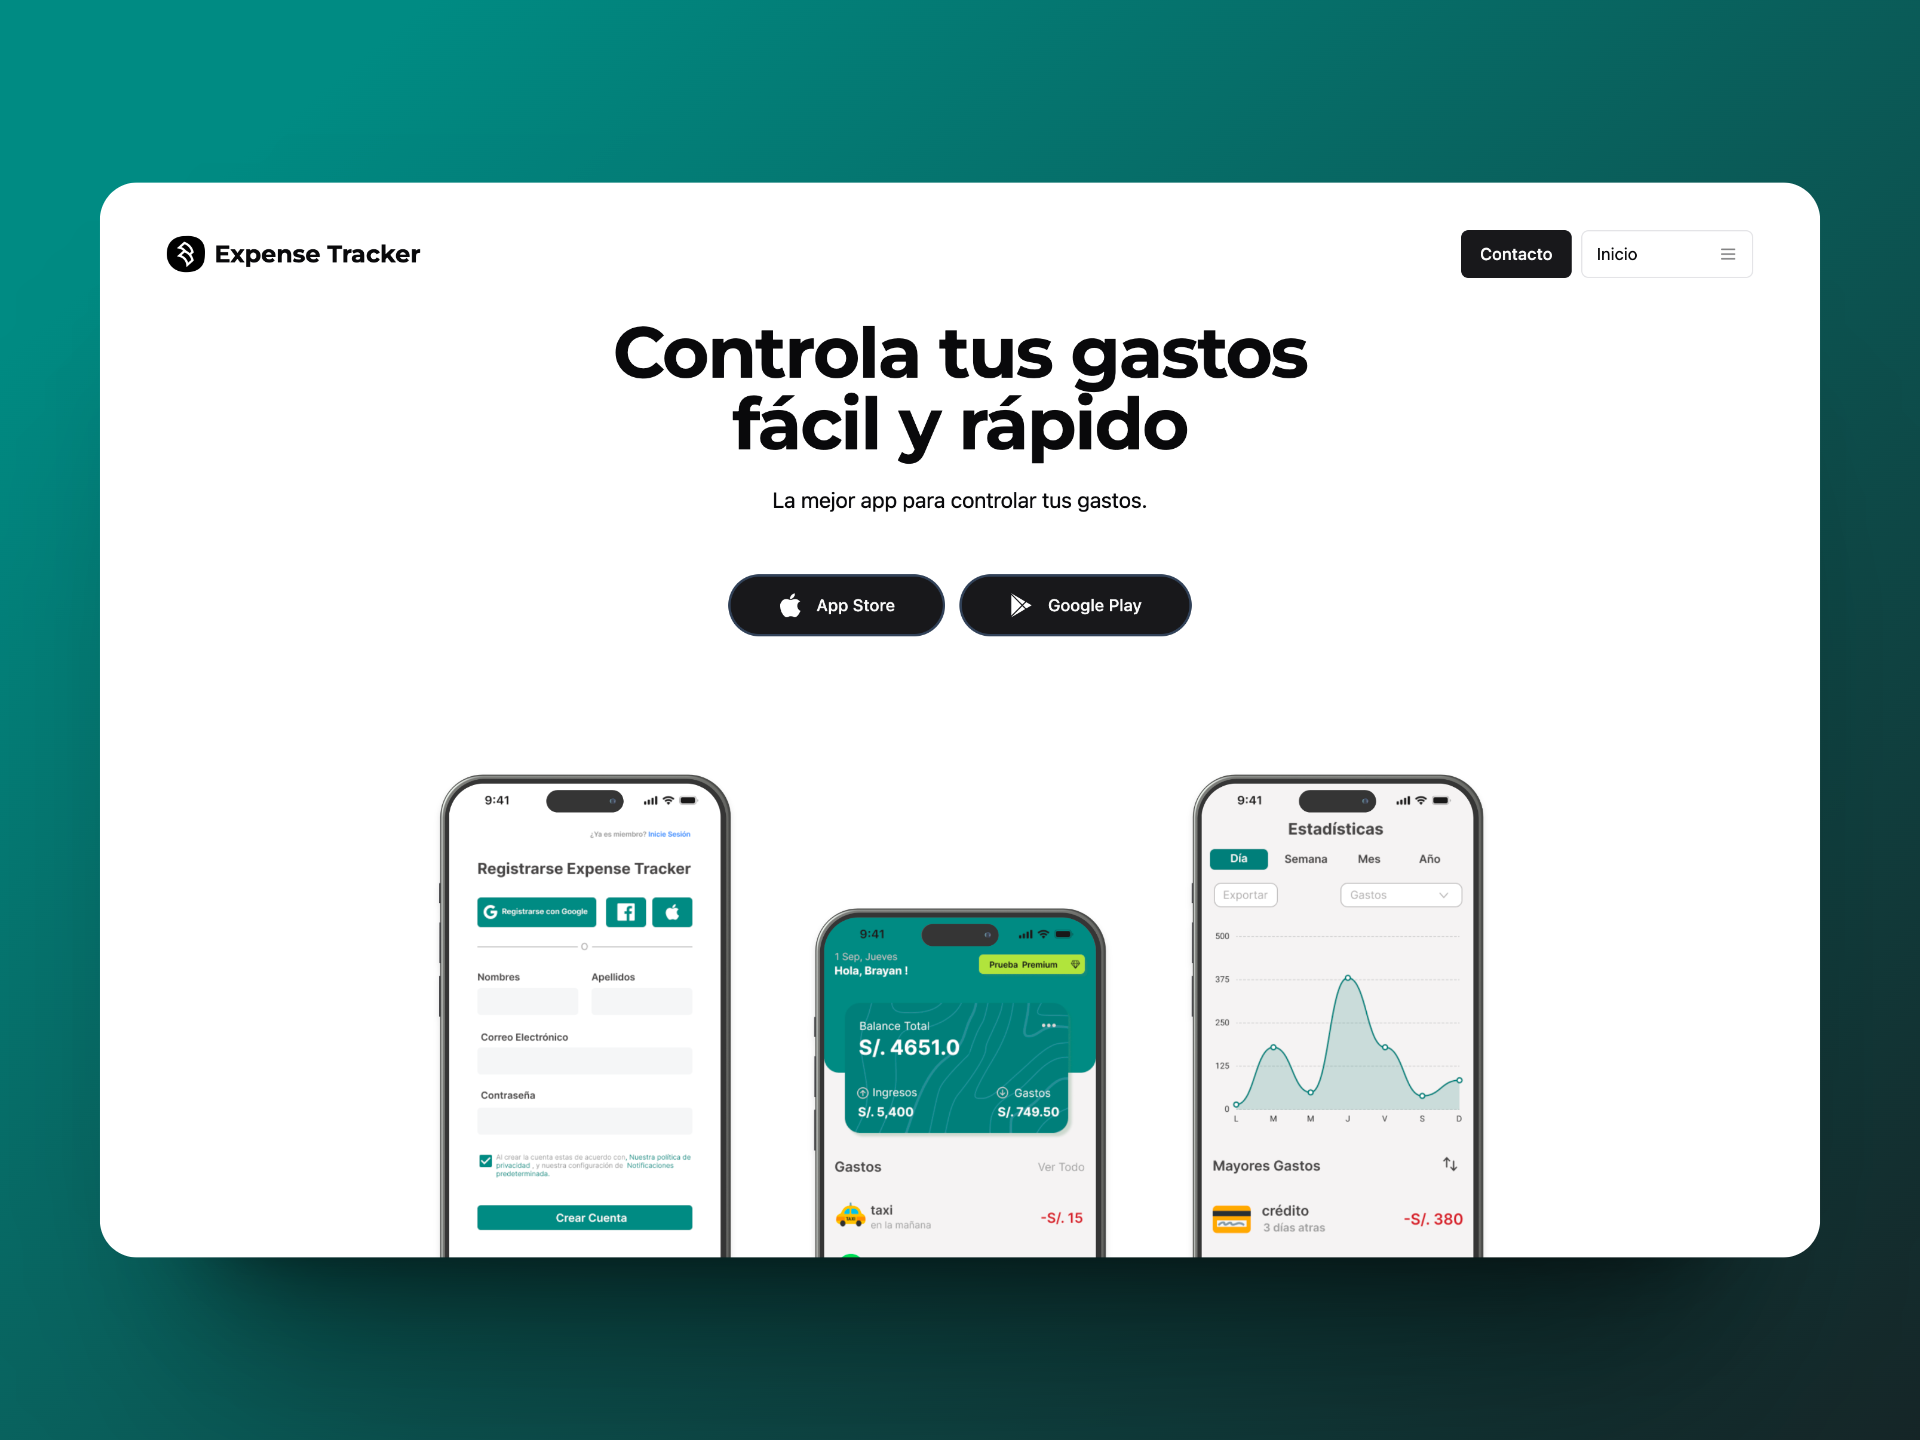 Expense Tracker
Contacto
Inicio
Controla tus gastos
fácil y rápido
La mejor app para controlar tus gastos.
App Store
Google Play
9:41
¿Ya es miembro? Inicie Sesión
Registrarse Expense Tracker
Registrarse con Google
O
Nombres
Apellidos
Correo Electrónico
Contraseña
Al crear la cuenta estas de acuerdo con, Nuestra política de
privacidad , y nuestra configuración de Notificaciones
predeterminada.
Crear Cuenta
9:41
1 Sep, Jueves
Hola, Brayan !
Prueba Premium
Balance Total
S/. 4651.0
Ingresos
Gastos
S/. 5,400
S/. 749.50
Gastos
Ver Todo
TAXI
taxi
en la mañana
-S/. 15
9:41
Estadísticas
Día
Semana
Mes
Año
Exportar
Gastos
500
375
250
125
0
L M M J V S D
Mayores Gastos
crédito
3 días atras
-S/. 380